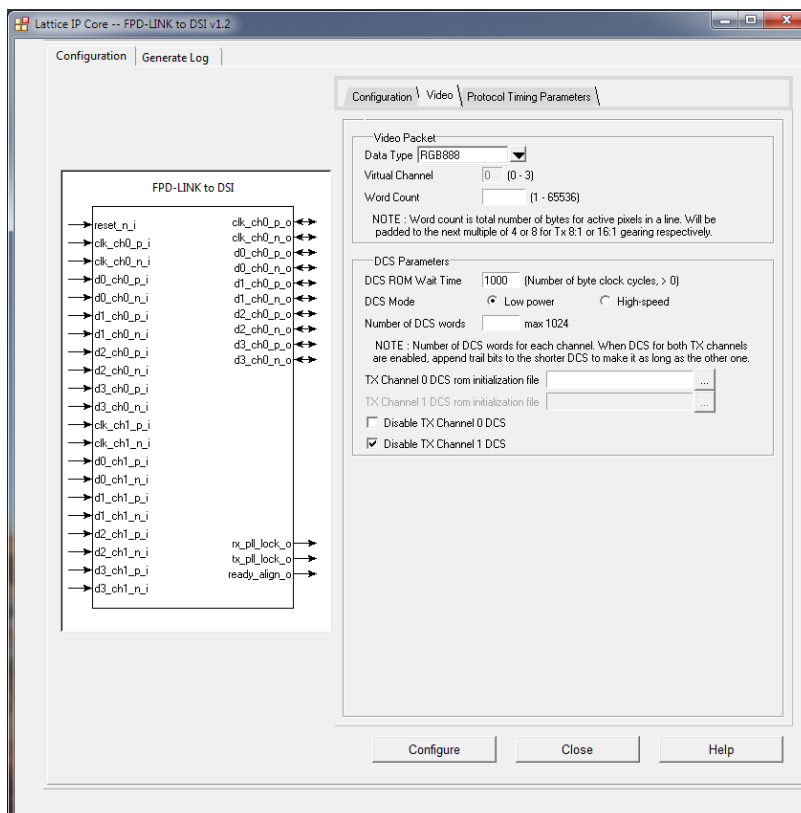 Lattice IP Core -- FPD-LINK to DSI v1.2
Configuration
Generate Log
FPD-LINK to DSI
reset_n_i
clk_ch0_p_i
clk_ch0_n_i
d0_ch0_p_i
d0_ch0_n_i
d1_ch0_p_i
d1_ch0_n_i
d2_ch0_p_i
d2_ch0_n_i
d3_ch0_p_i
d3_ch0_n_i
clk_ch1_p_i
clk_ch1_n_i
d0_ch1_p_i
d0_ch1_n_i
d1_ch1_p_i
d1_ch1_n_i
d2_ch1_p_i
d2_ch1_n_i
d3_ch1_p_i
d3_ch1_n_i
clk_ch0_p_o
clk_ch0_n_o
d0_ch0_p_o
d0_ch0_n_o
d1_ch0_p_o
d1_ch0_n_o
d2_ch0_p_o
d2_ch0_n_o
d3_ch0_p_o
d3_ch0_n_o
rx_pll_lock_o
tx_pll_lock_o
ready_align_o
Configuration
Video
Protocol Timing Parameters
Video Packet
Data Type RGB888
Virtual Channel 0 (0 - 3)
Word Count (1 - 65536)
NOTE : Word count is total number of bytes for active pixels in a line. Will be
padded to the next multiple of 4 or 8 for Tx 8:1 or 16:1 gearing respectively.
DCS Parameters
DCS ROM Wait Time 1000 (Number of byte clock cycles, > 0)
DCS Mode Low power High-speed
Number of DCS words max 1024
NOTE : Number of DCS words for each channel. When DCS for both TX channels
are enabled, append trail bits to the shorter DCS to make it as long as the other one.
TX Channel 0 DCS rom initialization file ...
TX Channel 1 DCS rom initialization file ...
Disable TX Channel 0 DCS
Disable TX Channel 1 DCS
Configure
Close
Help